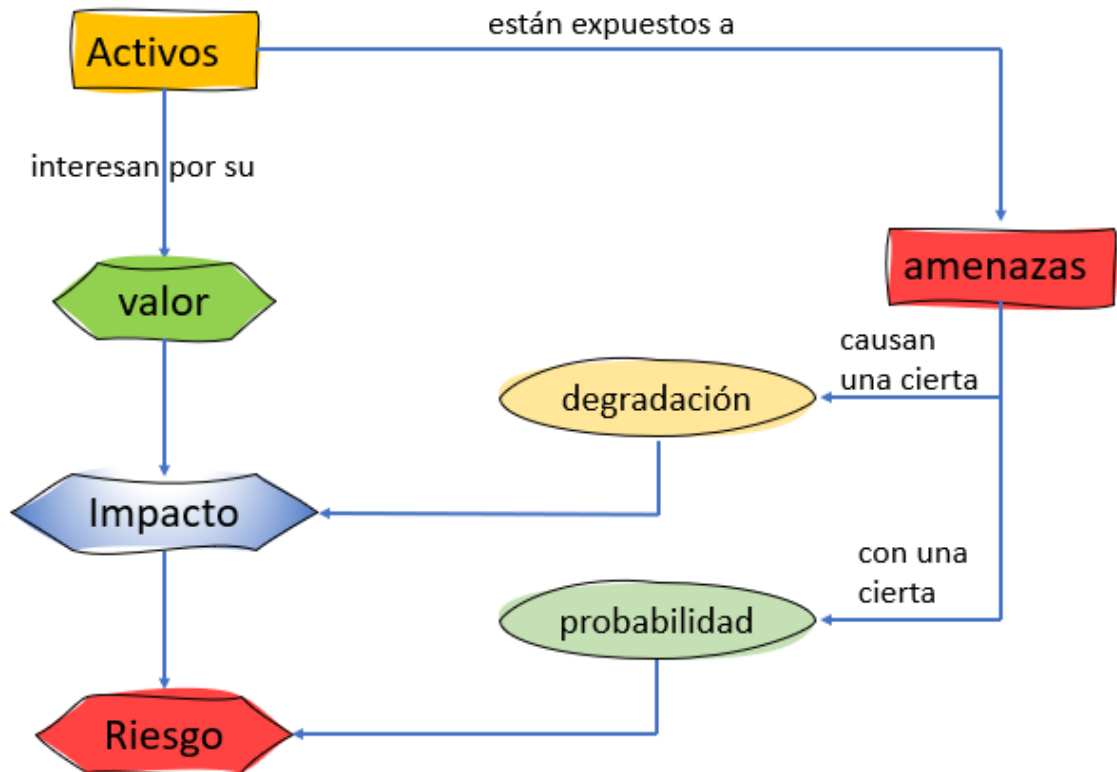 están expuestos a
Activos
interesan por su
amenazas
valor
causan
una cierta
degradación
Impacto
con una
cierta
probabilidad
Riesgo